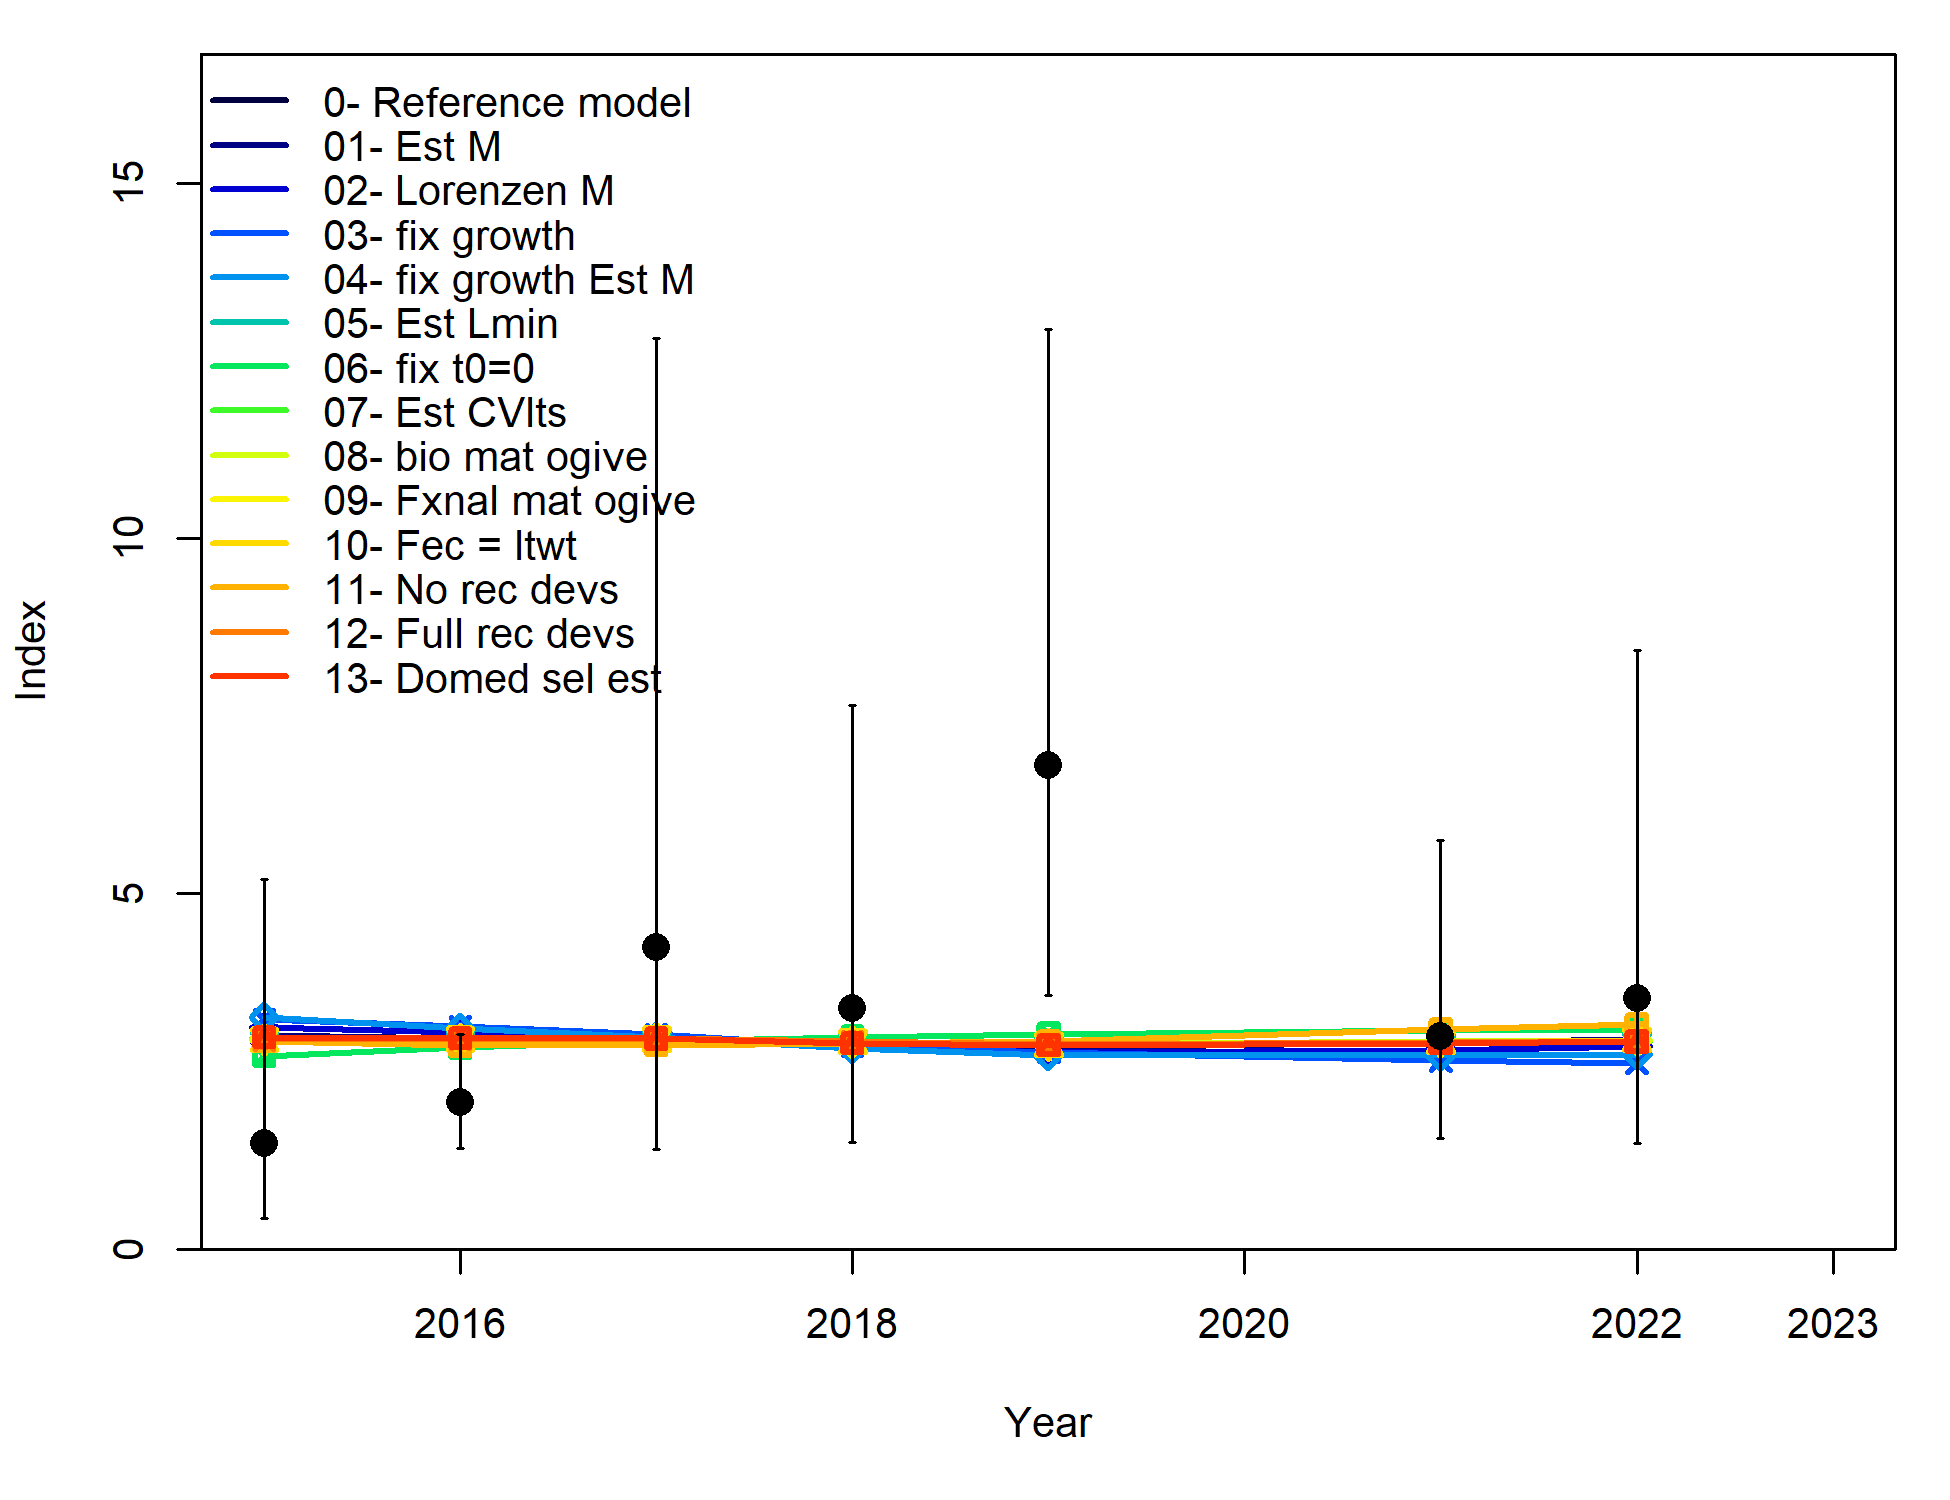 0- Reference model
01- Est M
02- Lorenzen M
03- fix growth
04- fix growth Est M
05- Est Lmin
06- fix t0=0
07- Est CVlts
08- bio mat ogive
09- Fxnal mat ogive
10- Fec = ltwt
11- No rec devs
12- Full rec devs
13- Domed sel est
15
10
5
0
Index
2016 2018 2020 2022 2023
Year